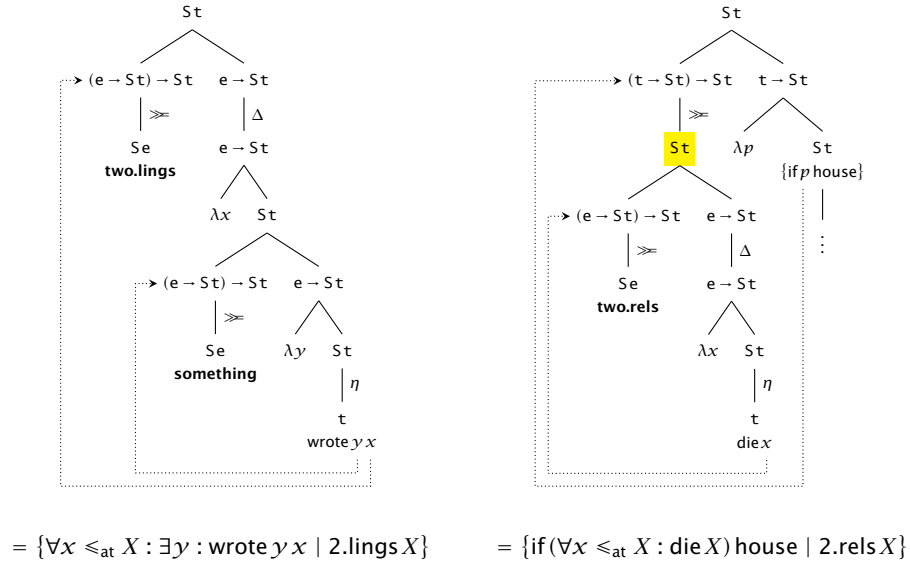 St
St
(e → St) → St
e → St
(t → St) → St
t → St
≫=
Δ
≫=
Se
e → St
St
λp
St
two.lings
{if p house}
λx
St
(e → St) → St
e → St
⋮
≫=
Δ
(e → St) → St
e → St
Se
e → St
two.rels
≫=
Se
λy
St
λx
St
something
η
η
t
t
wrote y x
die x
= {∀x ⩽at X : ∃y : wrote y x | 2.lings X}
= {if (∀x ⩽at X : die X) house | 2.rels X}